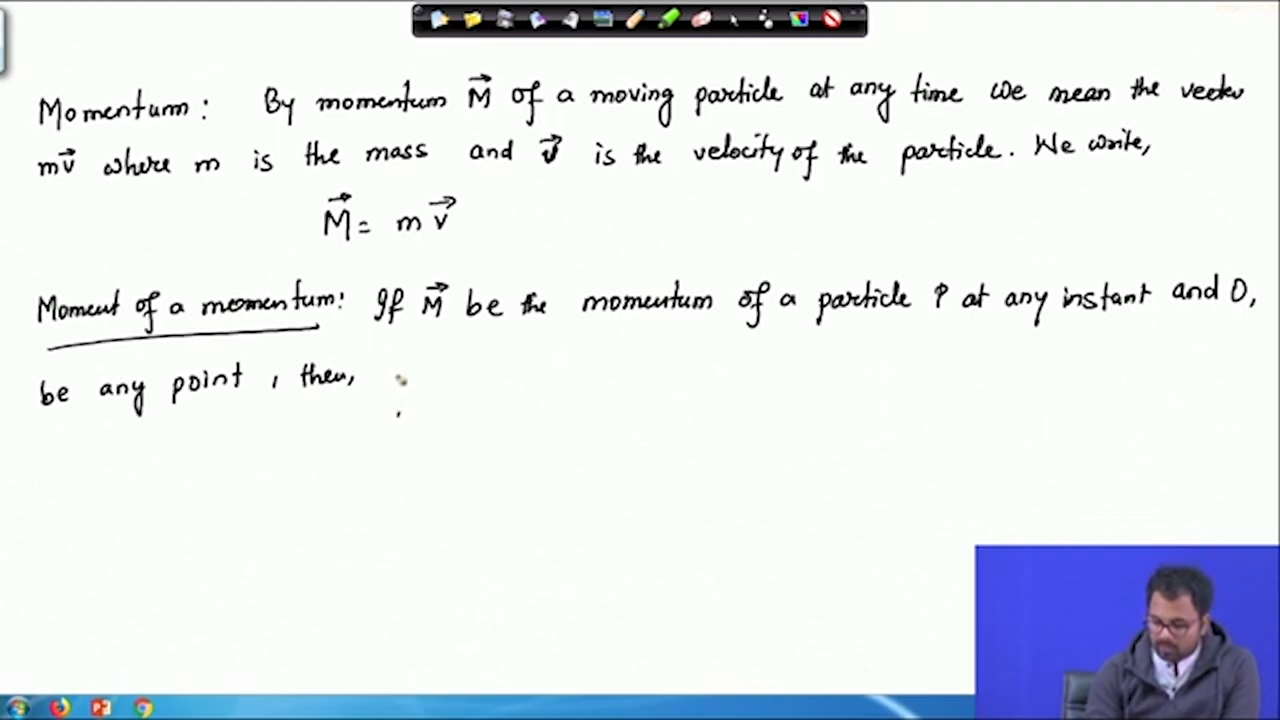 Momentum : By momentum M⃗ of a moving particle at any time we mean the vector
mv⃗ where m is the mass and v⃗ is the velocity of the particle. We write,
M⃗ = m v⃗
Moment of a momentum: If M⃗ be the momentum of a particle P at any instant and O,
be any point, then,